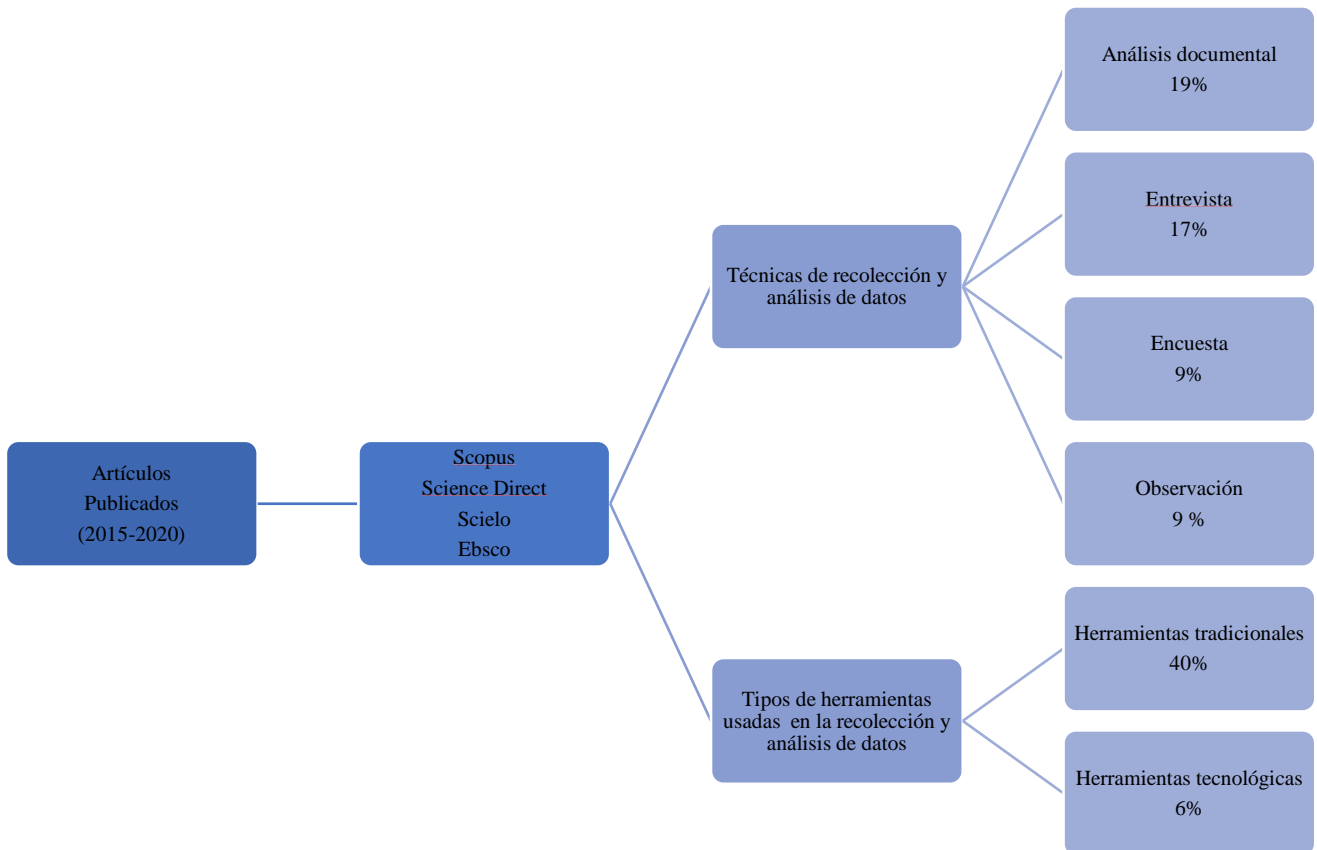 Artículos
Publicados
(2015-2020)
Scopus
Science Direct
Scielo
Ebsco
Técnicas de recolección y
análisis de datos
Análisis documental
19%
Entrevista
17%
Encuesta
9%
Observación
9 %
Tipos de herramientas
usadas en la recolección y
análisis de datos
Herramientas tradicionales
40%
Herramientas tecnológicas
6%